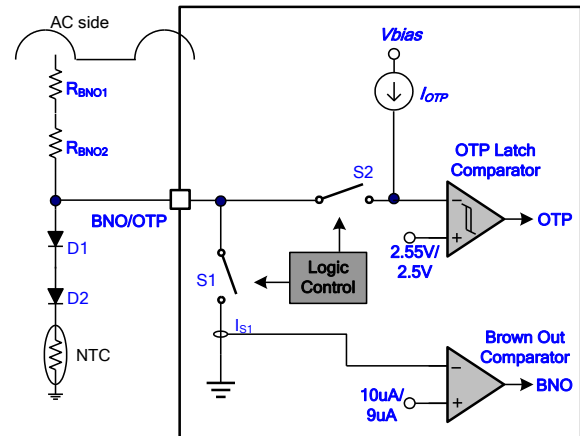 AC side
Vbias
RBNO1
IOTP
RBNO2
OTP Latch
Comparator
S2
BNO/OTP
OTP
D1
2.55V/
2.5V
S1
Logic
Control
D2
IS1
NTC
Brown Out
Comparator
BNO
10uA/
9uA